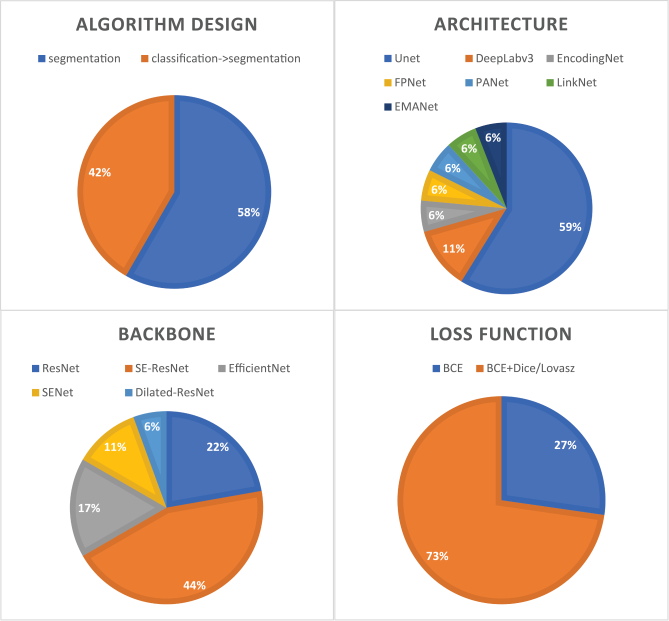 ALGORITHM DESIGN
segmentation classification->segmentation
42%
58%
ARCHITECTURE
Unet DeepLabv3 EncodingNet
FPNet PANet LinkNet
EMANet
6%
6%
6%
6%
6%
11%
59%
BACKBONE
ResNet SE-ResNet EfficientNet
SENet Dilated-ResNet
6%
11%
22%
17%
44%
LOSS FUNCTION
BCE BCE+Dice/Lovasz
27%
73%